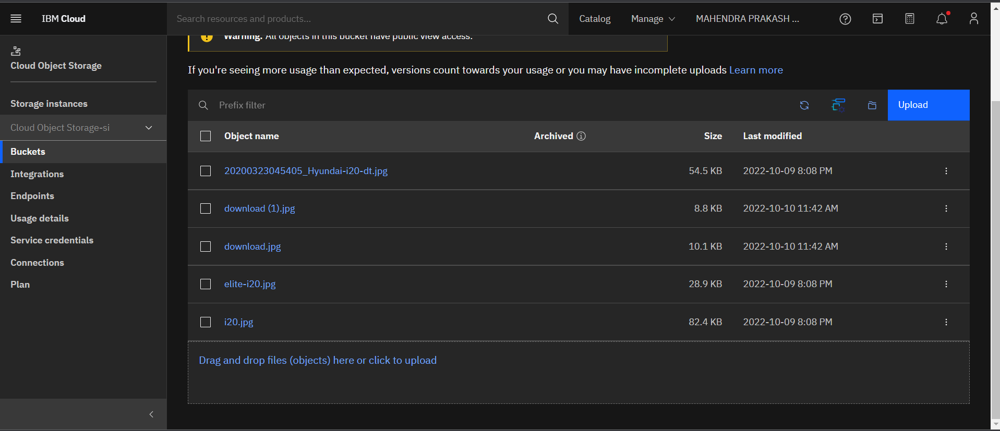 IBM Cloud
Search resources and products...
Catalog
Manage
MAHENDRA PRAKASH ...
Cloud Object Storage
Storage instances
Cloud Object Storage-si
Buckets
Integrations
Endpoints
Usage details
Service credentials
Connections
Plan
Warning: All objects in this bucket have public view access.
If you're seeing more usage than expected, versions count towards your usage or you may have incomplete uploads Learn more
Prefix filter
Upload
Object name Archived Size Last modified
20200323045405_Hyundai-i20-dt.jpg 54.5 KB 2022-10-09 8:08 PM
download (1).jpg 8.8 KB 2022-10-10 11:42 AM
download.jpg 10.1 KB 2022-10-10 11:42 AM
elite-i20.jpg 28.9 KB 2022-10-09 8:08 PM
i20.jpg 82.4 KB 2022-10-09 8:08 PM
Drag and drop files (objects) here or click to upload